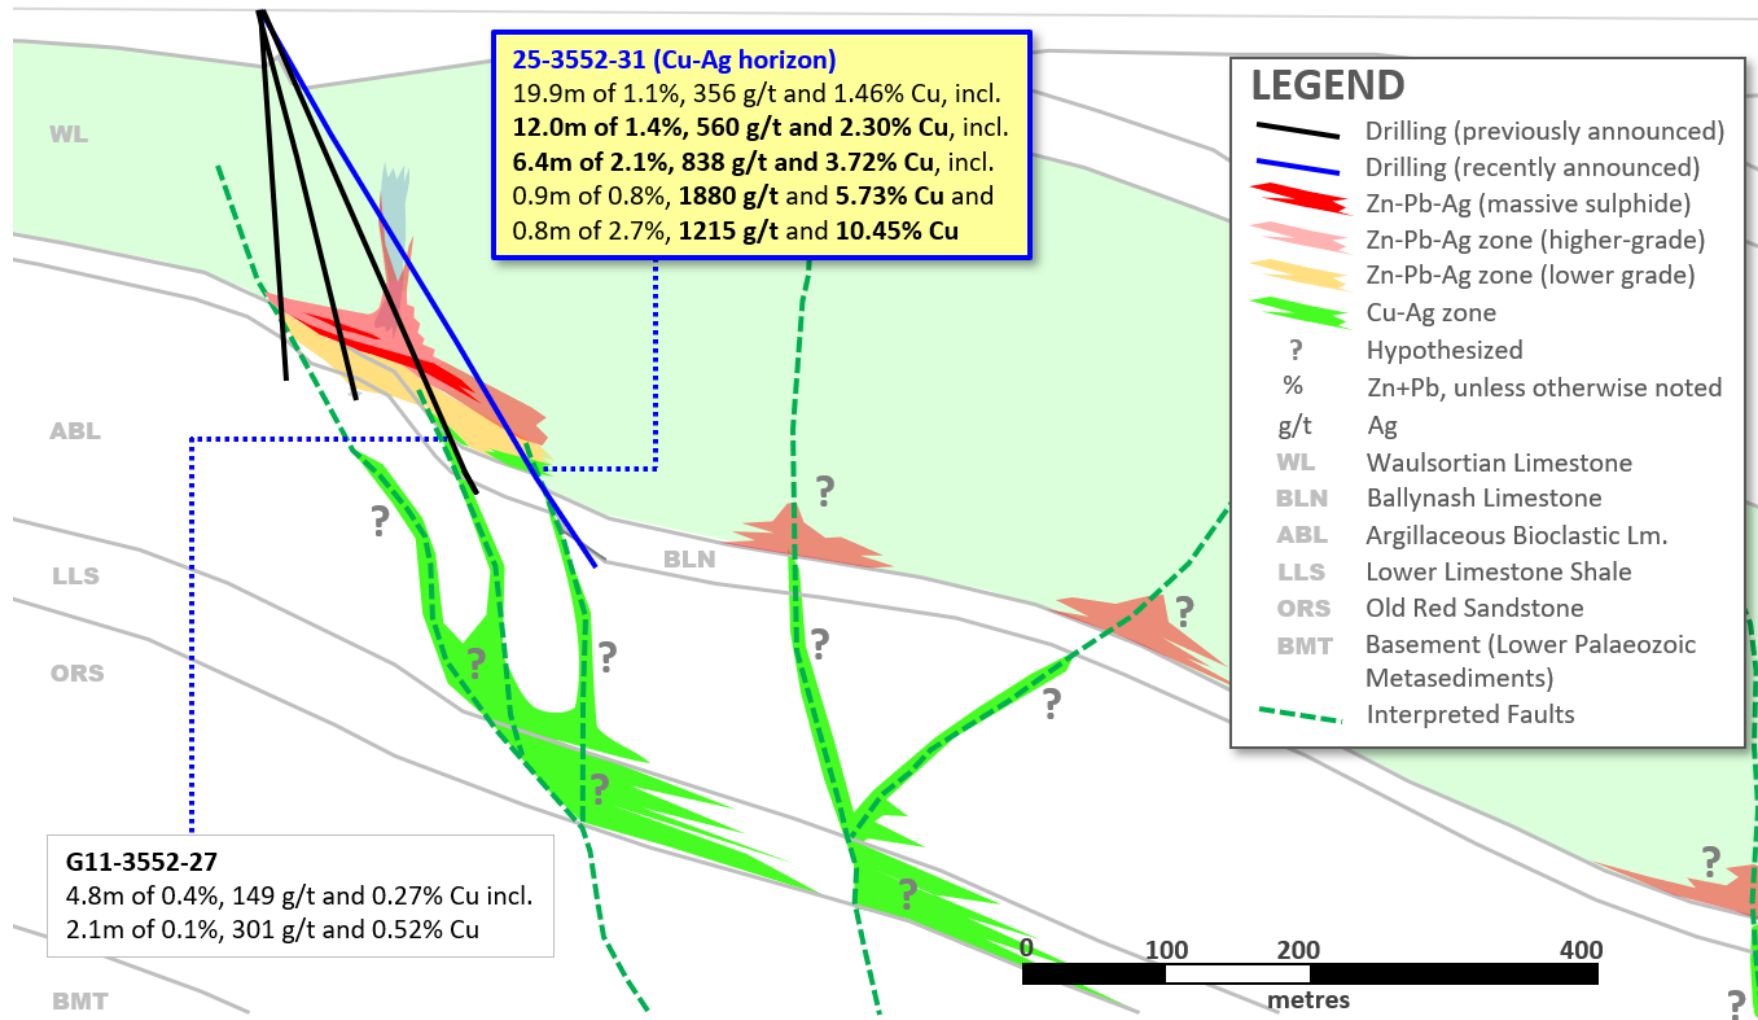 25-3552-31 (Cu-Ag horizon)
19.9m of 1.1%, 356 g/t and 1.46% Cu, incl.
12.0m of 1.4%, 560 g/t and 2.30% Cu, incl.
6.4m of 2.1%, 838 g/t and 3.72% Cu, incl.
0.9m of 0.8%, 1880 g/t and 5.73% Cu and
0.8m of 2.7%, 1215 g/t and 10.45% Cu
LEGEND
Drilling (previously announced)
Drilling (recently announced)
Zn-Pb-Ag (massive sulphide)
Zn-Pb-Ag zone (higher-grade)
Zn-Pb-Ag zone (lower grade)
Cu-Ag zone
? Hypothesized
% Zn+Pb, unless otherwise noted
g/t Ag
WL Waulsortian Limestone
BLN Ballynash Limestone
ABL Argillaceous Bioclastic Lm.
LLS Lower Limestone Shale
ORS Old Red Sandstone
BMT Basement (Lower Palaeozoic
Metasediments)
Interpreted Faults
WL
ABL
?
?
BLN
LLS
?
?
?
?
ORS
?
?
?
?
G11-3552-27
4.8m of 0.4%, 149 g/t and 0.27% Cu incl.
2.1m of 0.1%, 301 g/t and 0.52% Cu
0 100 200 400
metres
BMT
?